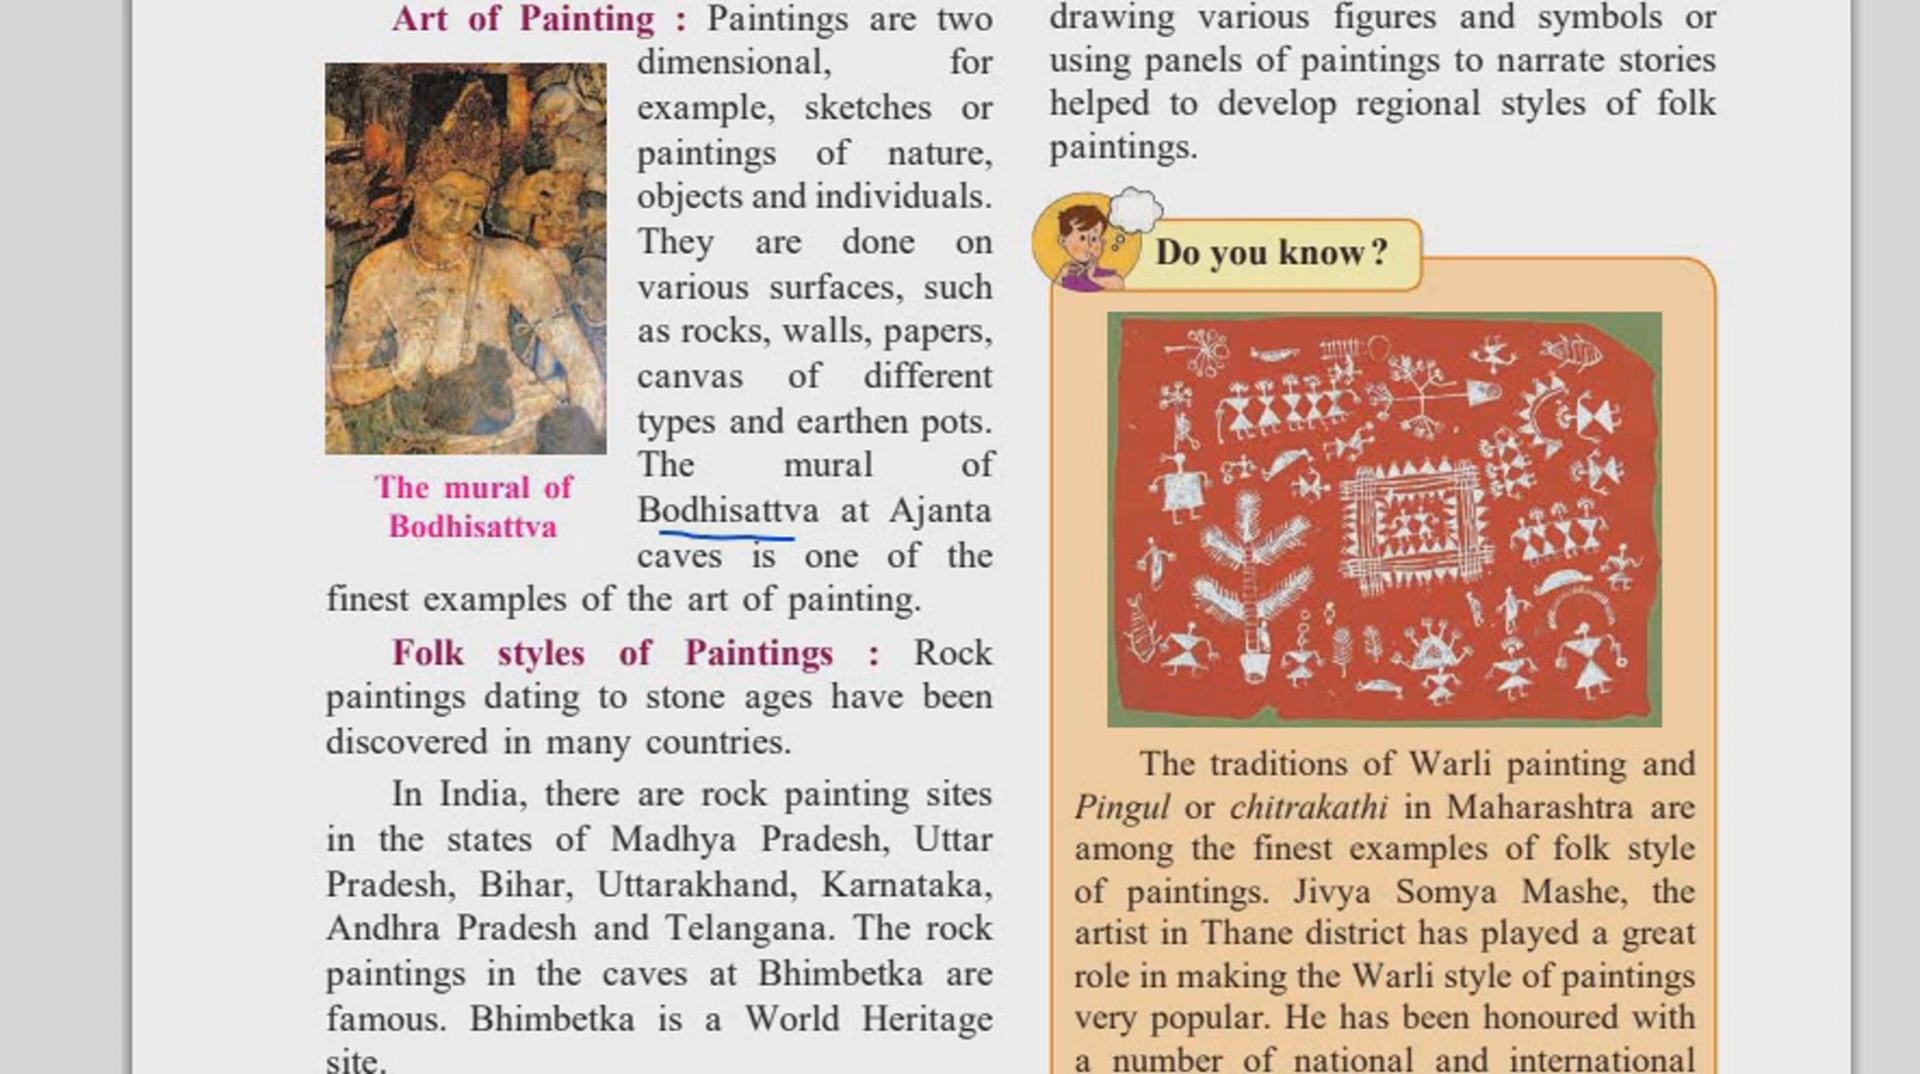 Art of Painting : Paintings are two
dimensional, for
example, sketches or
paintings of nature,
objects and individuals.
They are done on
various surfaces, such
as rocks, walls, papers,
canvas of different
types and earthen pots.
The mural of
Bodhisattva at Ajanta
caves is one of the
finest examples of the art of painting.
The mural of
Bodhisattva
Folk styles of Paintings : Rock
paintings dating to stone ages have been
discovered in many countries.
In India, there are rock painting sites
in the states of Madhya Pradesh, Uttar
Pradesh, Bihar, Uttarakhand, Karnataka,
Andhra Pradesh and Telangana. The rock
paintings in the caves at Bhimbetka are
famous. Bhimbetka is a World Heritage
site.
drawing various figures and symbols or
using panels of paintings to narrate stories
helped to develop regional styles of folk
paintings.
Do you know ?
The traditions of Warli painting and
Pingul or chitrakathi in Maharashtra are
among the finest examples of folk style
of paintings. Jivya Somya Mashe, the
artist in Thane district has played a great
role in making the Warli style of paintings
very popular. He has been honoured with
a number of national and international